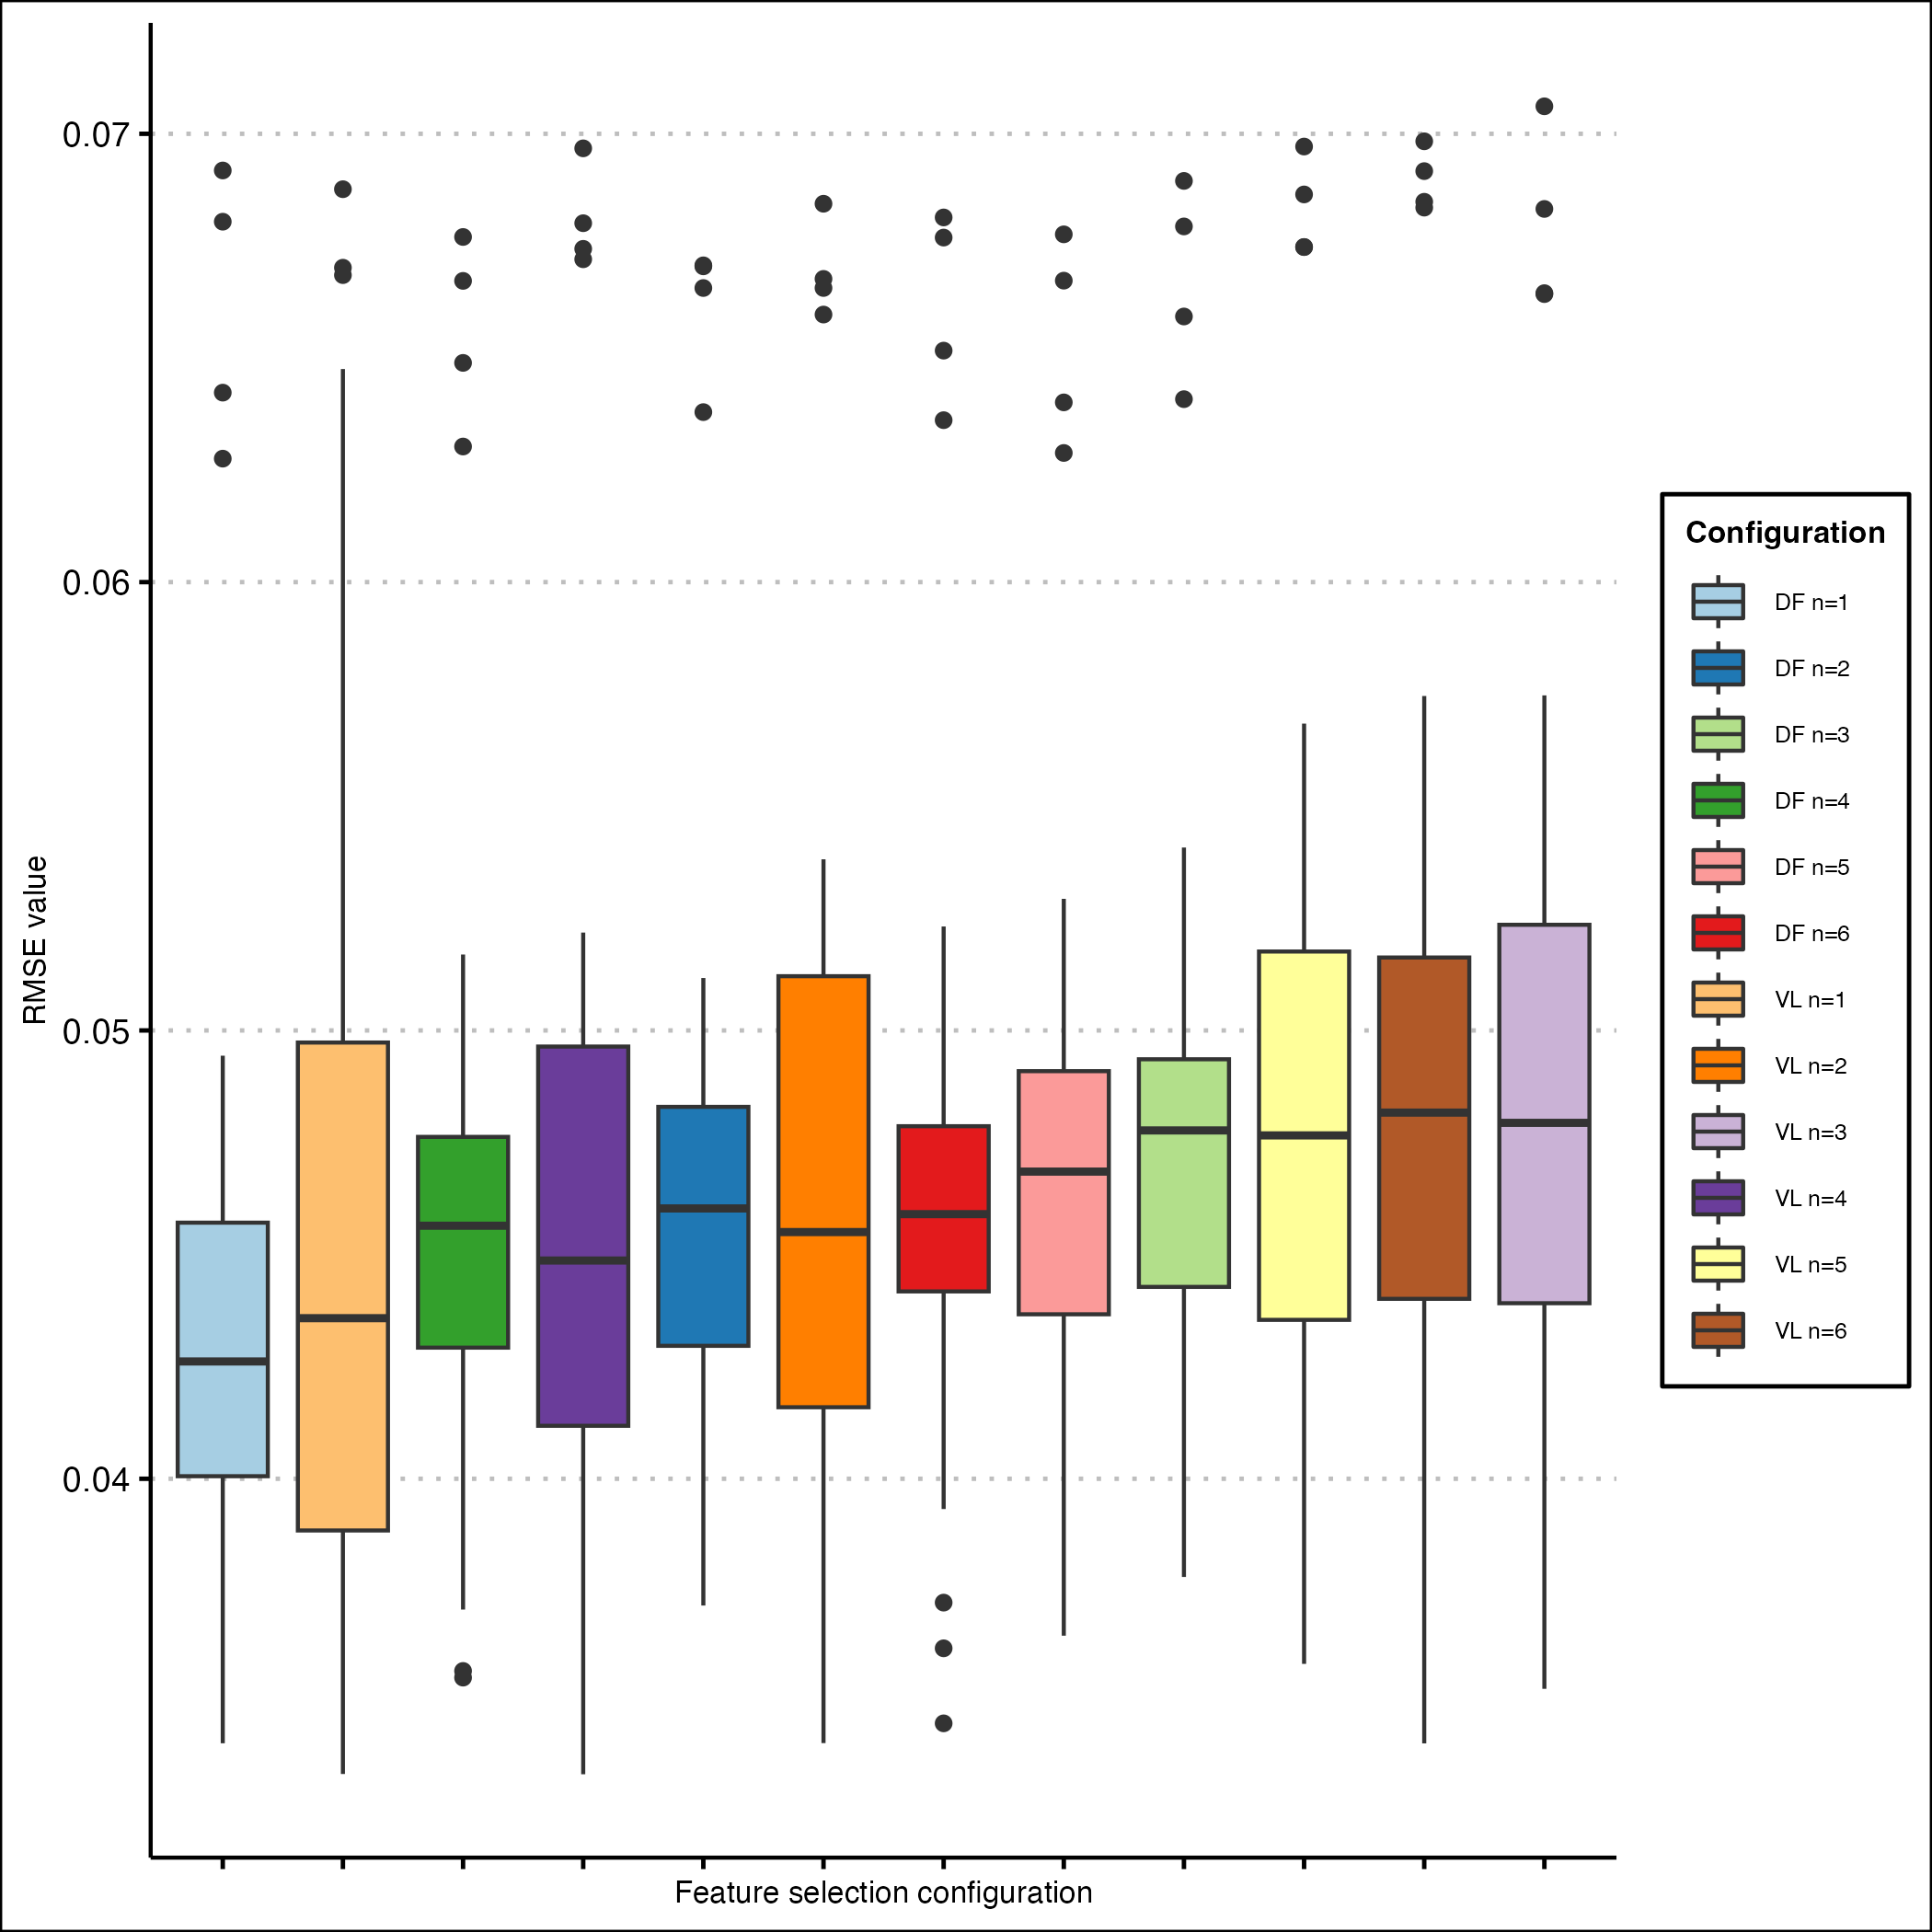 0.07
0.06
0.05
0.04
RMSE value
Feature selection configuration
Configuration
DF n=1
DF n=2
DF n=3
DF n=4
DF n=5
DF n=6
VL n=1
VL n=2
VL n=3
VL n=4
VL n=5
VL n=6